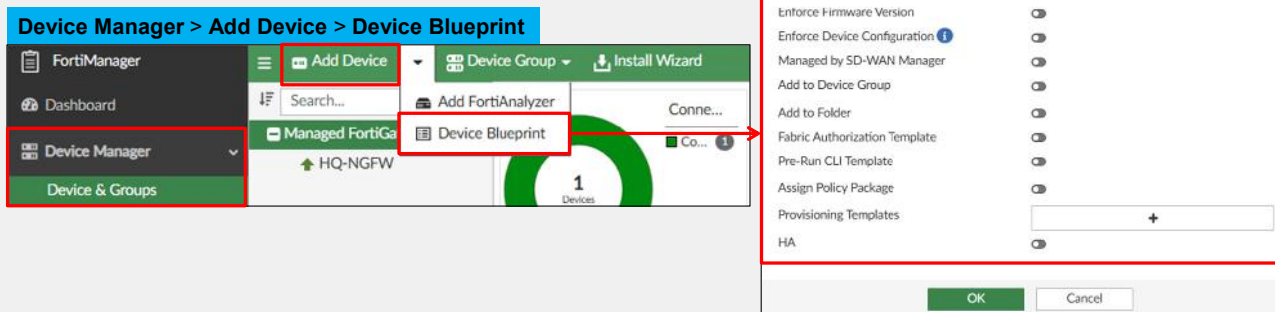 Device Manager > Add Device > Device Blueprint
FortiManager
Add Device
Device Group
Install Wizard
Dashboard
Search...
Add FortiAnalyzer
Conne...
Device Manager
Managed FortiGa
Device Blueprint
Co... 1
HQ-NGFW
Device & Groups
1
Devices
Enforce Firmware Version
Enforce Device Configuration
Managed by SD-WAN Manager
Add to Device Group
Add to Folder
Fabric Authorization Template
Pre-Run CLI Template
Assign Policy Package
Provisioning Templates
+
HA
OK
Cancel